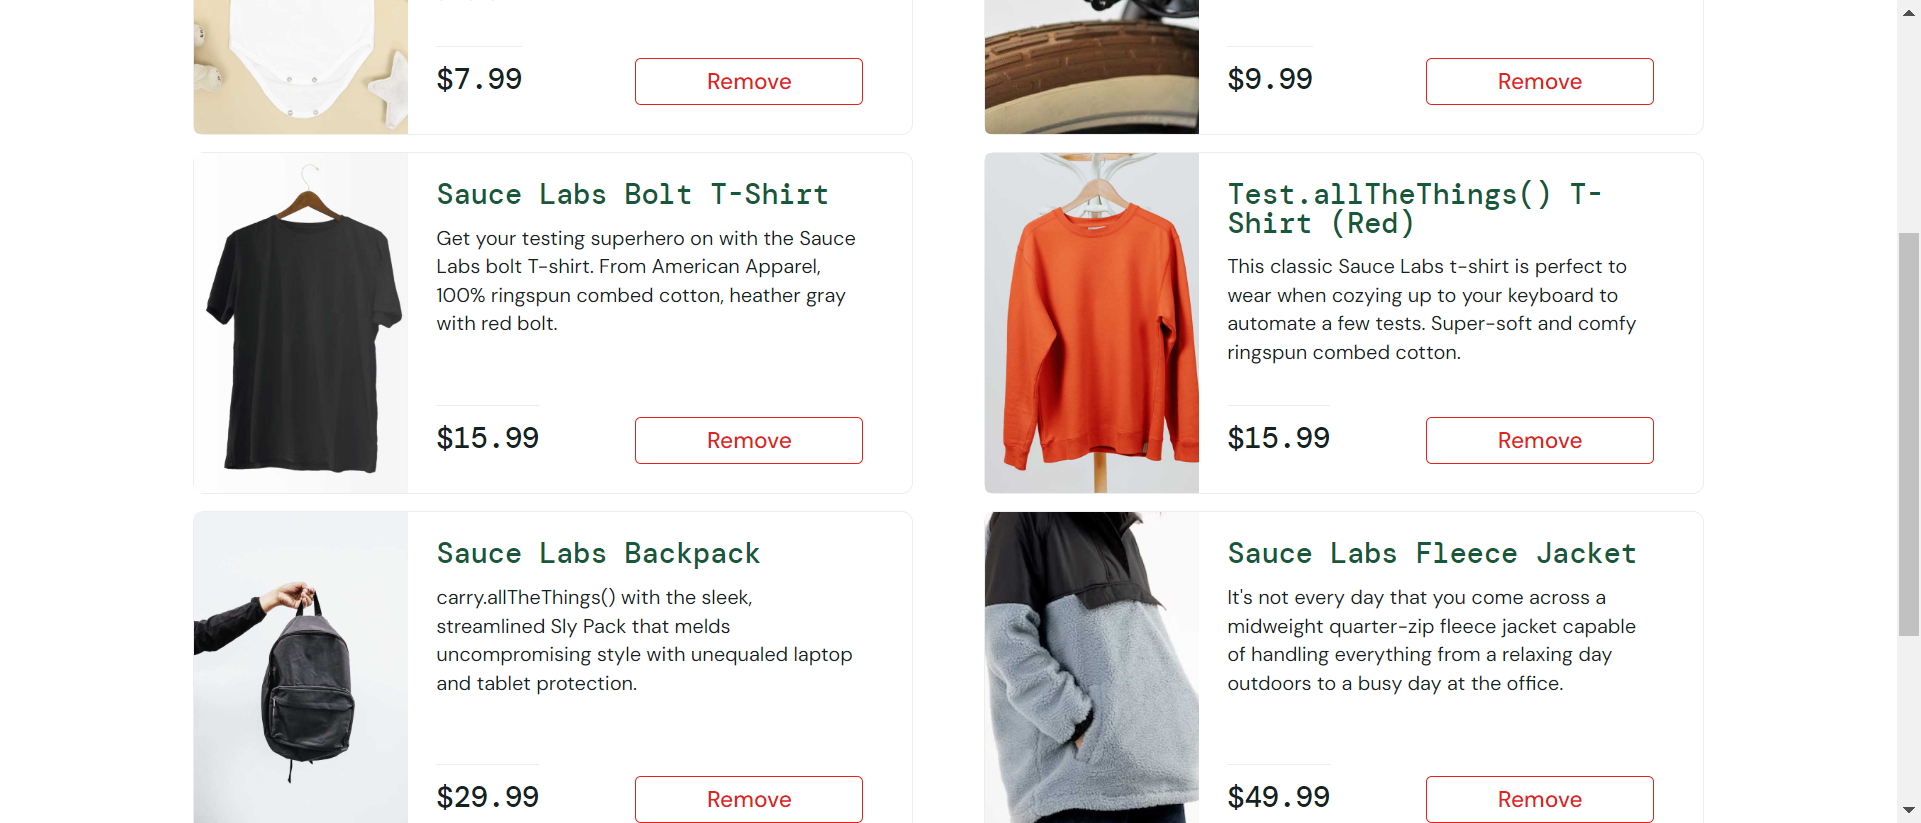 $7.99
Remove
$9.99
Remove
Sauce Labs Bolt T-Shirt
Get your testing superhero on with the Sauce
Labs bolt T-shirt. From American Apparel,
100% ringspun combed cotton, heather gray
with red bolt.
$15.99
Remove
Test.allTheThings() T-
Shirt (Red)
This classic Sauce Labs t-shirt is perfect to
wear when cozying up to your keyboard to
automate a few tests. Super-soft and comfy
ringspun combed cotton.
$15.99
Remove
Sauce Labs Backpack
carry.allTheThings() with the sleek,
streamlined Sly Pack that melds
uncompromising style with unequaled laptop
and tablet protection.
$29.99
Remove
Sauce Labs Fleece Jacket
It's not every day that you come across a
midweight quarter-zip fleece jacket capable
of handling everything from a relaxing day
outdoors to a busy day at the office.
$49.99
Remove